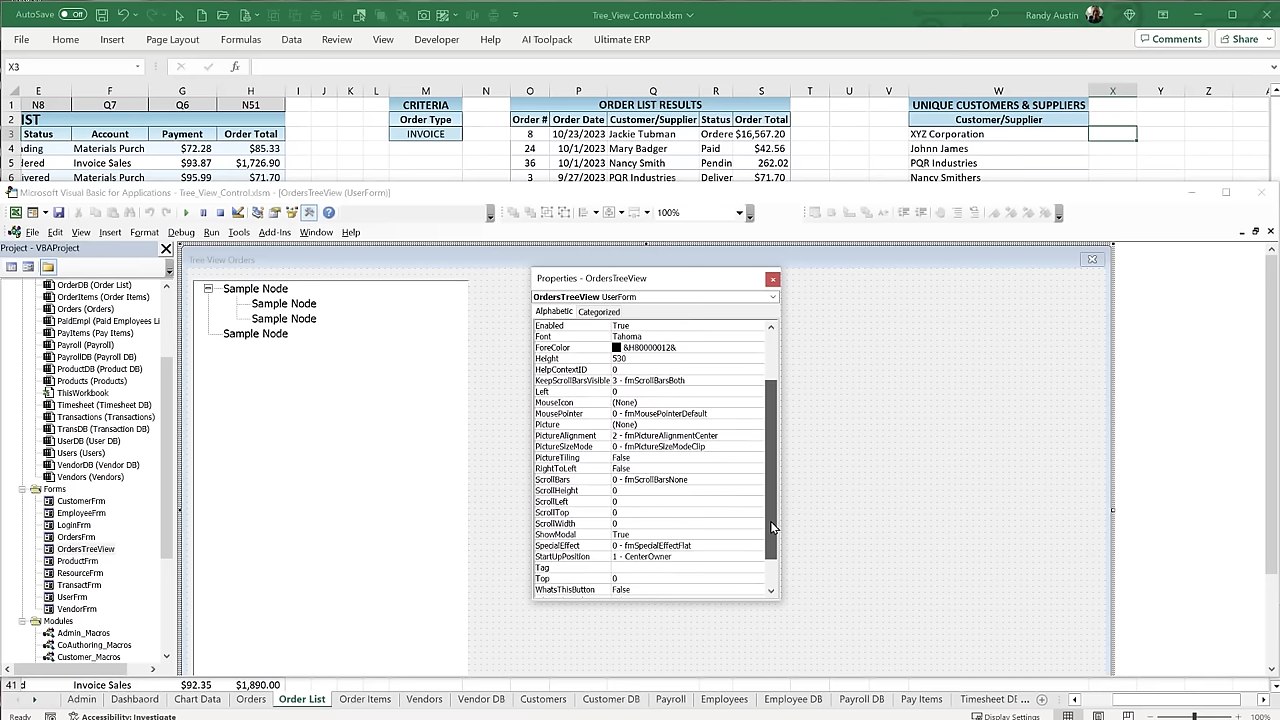 AutoSave Off Tree_View_Control.xlsm Randy Austin
File Home Insert Page Layout Formulas Data Review View Developer Help AI Toolpack Ultimate ERP Comments Share
X3 fx
E F G H I J K L M N O P Q R S T U V W X Y Z
1 N8 Q7 Q6 N51 CRITERIA ORDER LIST RESULTS UNIQUE CUSTOMERS & SUPPLIERS
2 IST Order Type Order # Order Date Customer/Supplier Status Order Total Customer/Supplier
3 Status Account Payment Order Total INVOICE 8 10/23/2023 Jackie Tubman Ordere $16,567.20 XYZ Corporation
4 ding Materials Purch $72.28 $85.33 24 10/1/2023 Mary Badger Paid $42.56 Johnn James
5 ered Invoice Sales $93.87 $1,726.90 36 10/1/2023 Nancy Smith Pendin 262.02 PQR Industries
6 vered Materials Purch $95.99 $71.70 3 9/27/2023 PQR Industries Deliver $71.70 Nancy Smithers
Microsoft Visual Basic for Applications - Tree_View_Control.xlsm - [OrdersTreeView (UserForm)]
100%
File Edit View Insert Format Debug Run Tools Add-Ins Window Help
Project - VBAProject
OrderDB (Order List)
OrderItems (Order Items)
Orders (Orders)
PaidEmpl (Paid Employees Li
PayItems (Pay Items)
Payroll (Payroll)
PayrollDB (Payroll DB)
ProductDB (Product DB)
Products (Products)
ThisWorkbook
Timesheet (Timesheet DB)
Transactions (Transactions)
TransDB (Transaction DB)
UserDB (User DB)
Users (Users)
VendorDB (Vendor DB)
Vendors (Vendors)
Forms
CustomerFrm
EmployeeFrm
LoginFrm
OrdersFrm
OrdersTreeView
ProductFrm
ResourceFrm
TransactFrm
UserFrm
VendorFrm
Modules
Admin_Macros
CoAuthoring_Macros
Customer_Macros
Tree View Orders
Sample Node
Sample Node
Sample Node
Sample Node
Properties - OrdersTreeView
OrdersTreeView UserForm
Alphabetic Categorized
Enabled True
Font Tahoma
ForeColor &H80000012&
Height 530
HelpContextID 0
KeepScrollBarsVisible 3 - fmScrollBarsBoth
Left 0
MouseIcon (None)
MousePointer 0 - fmMousePointerDefault
Picture (None)
PictureAlignment 2 - fmPictureAlignmentCenter
PictureSizeMode 0 - fmPictureSizeModeClip
PictureTiling False
RightToLeft False
ScrollBars 0 - fmScrollBarsNone
ScrollHeight 0
ScrollLeft 0
ScrollTop 0
ScrollWidth 0
ShowModal True
SpecialEffect 0 - fmSpecialEffectFlat
StartUpPosition 1 - CenterOwner
Tag
Top 0
WhatsThisButton False
41 d Invoice Sales $92.35 $1,890.00
Admin Dashboard Chart Data Orders Order List Order Items Vendors Vendor DB Customers Customer DB Payroll Employees Employee DB Payroll DB Pay Items Timesheet DE ...
Ready Accessibility: Investigate Display Settings 100%